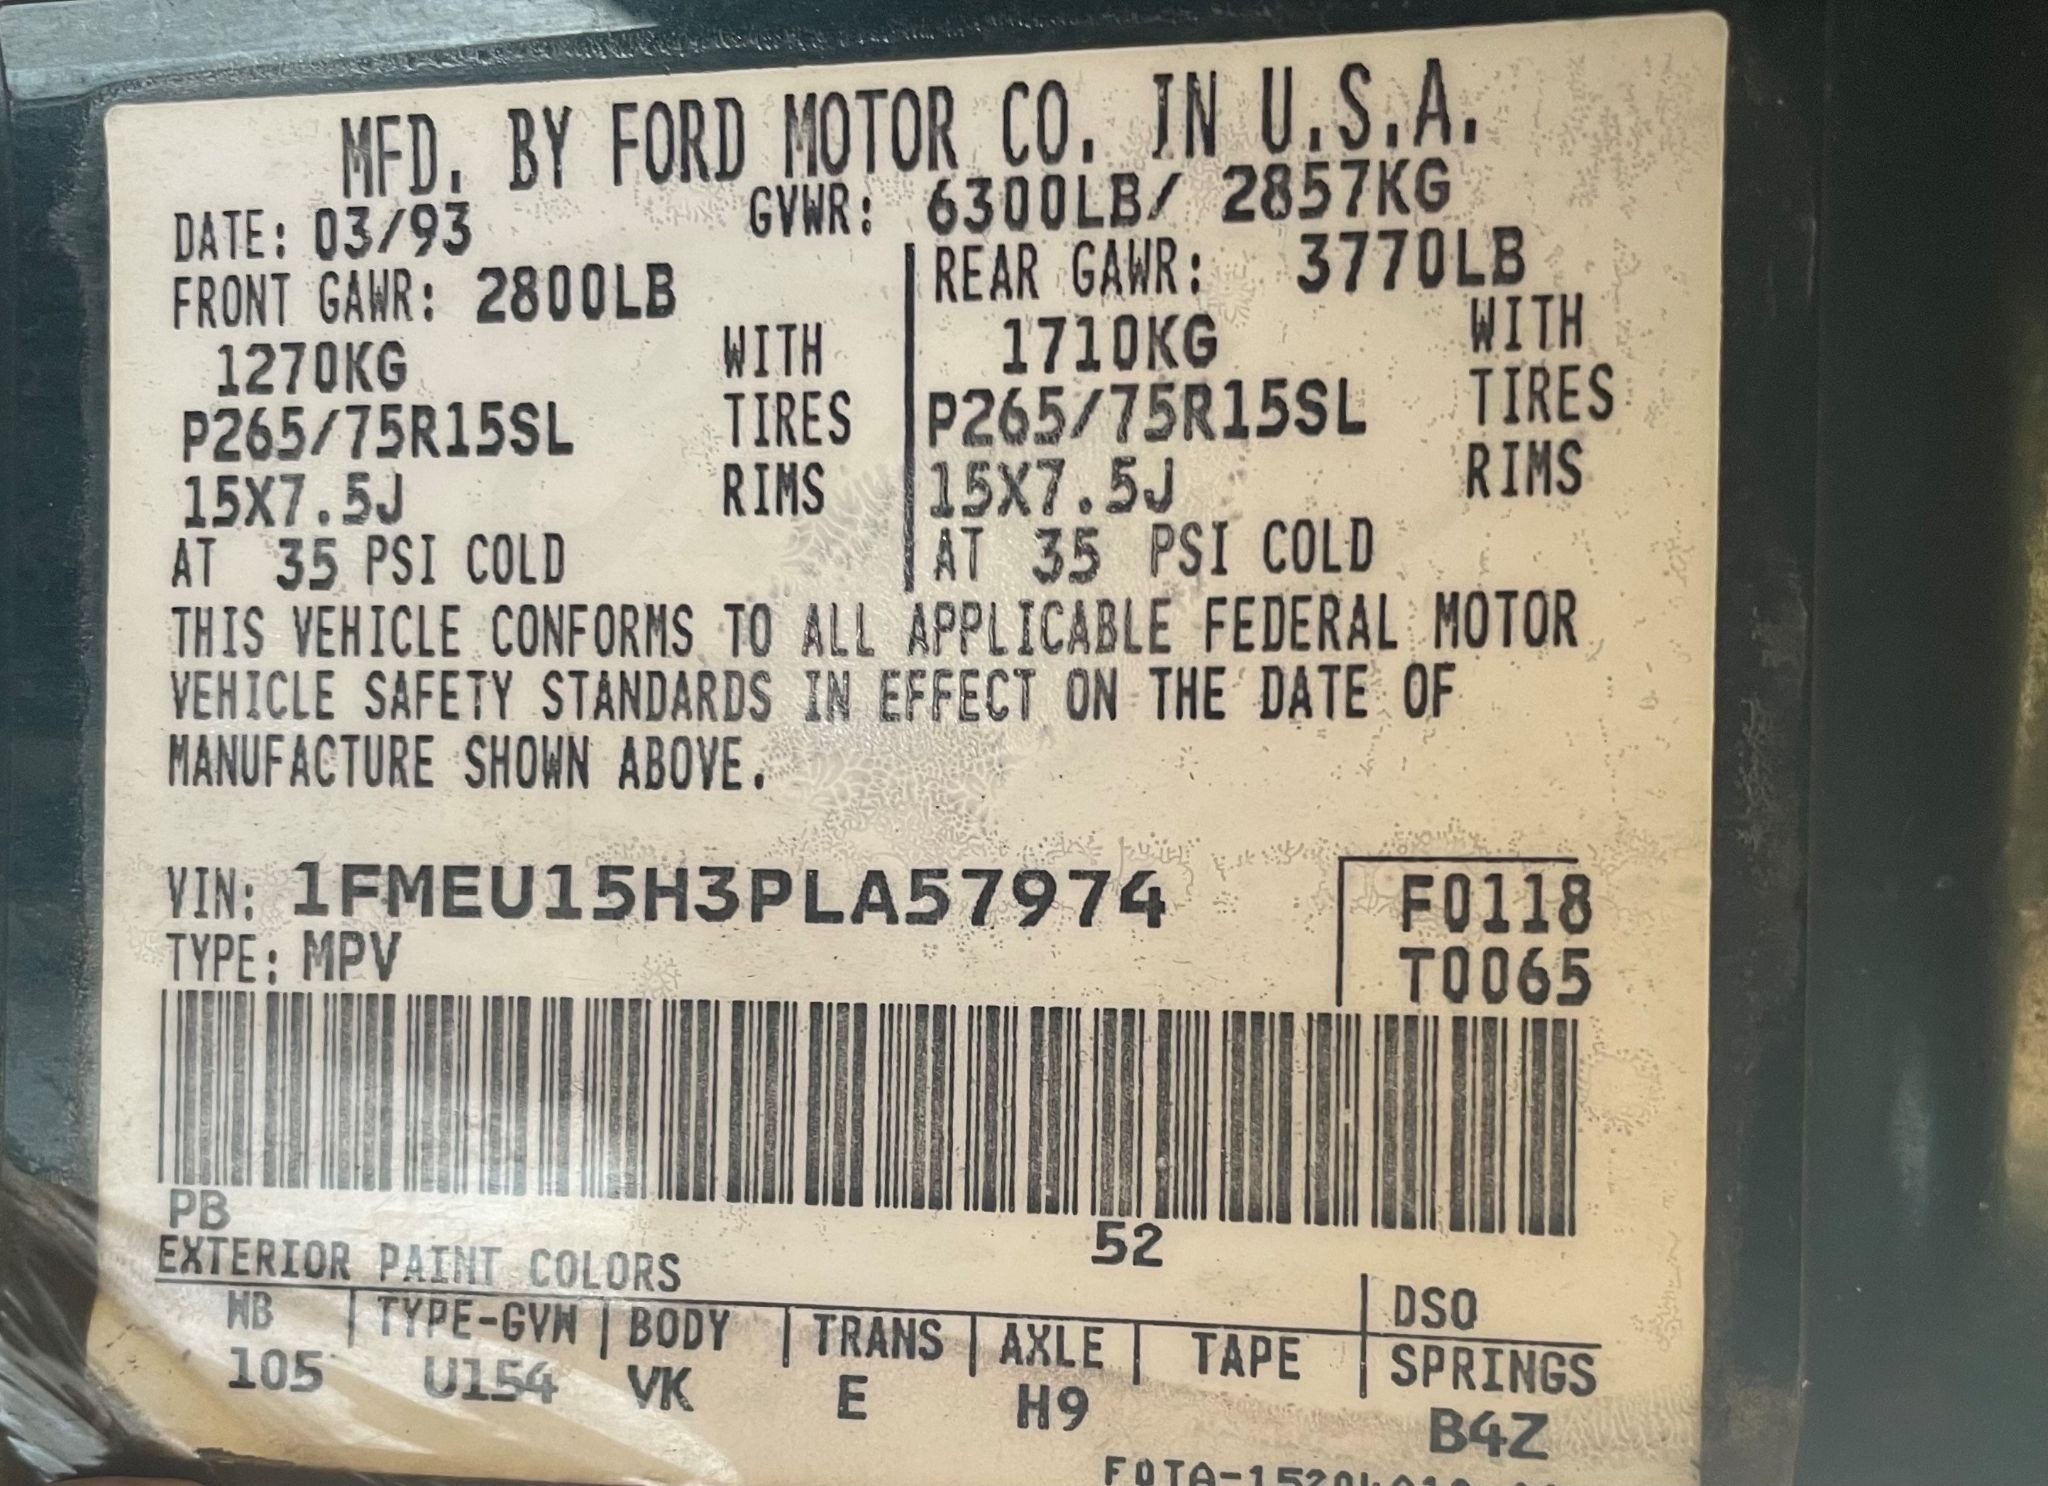 MFD. BY FORD MOTOR CO. IN U.S.A.
DATE: 03/93 GVWR: 6300LB/ 2857KG
FRONT GAWR: 2800LB REAR GAWR: 3770LB
1270KG WITH 1710KG WITH
P265/75R15SL TIRES P265/75R15SL TIRES
15X7.5J RIMS 15X7.5J RIMS
AT 35 PSI COLD AT 35 PSI COLD
THIS VEHICLE CONFORMS TO ALL APPLICABLE FEDERAL MOTOR
VEHICLE SAFETY STANDARDS IN EFFECT ON THE DATE OF
MANUFACTURE SHOWN ABOVE.
VIN: 1FMEU15H3PLA57974 F0118
TYPE: MPV T0065
PB 52
EXTERIOR PAINT COLORS DSO
WB TYPE-GVW BODY TRANS AXLE TAPE SPRINGS
105 U154 VK E H9 B4Z